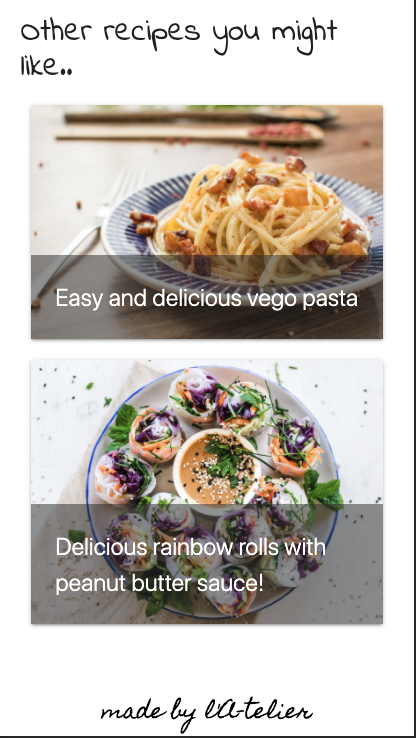 Other recipes you might
like..
Easy and delicious vego pasta
Delicious rainbow rolls with
peanut butter sauce!
made by l'A-telier